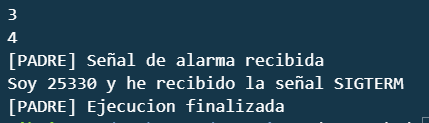 3
4
[PADRE] Señal de alarma recibida
Soy 25330 y he recibido la señal SIGTERM
[PADRE] Ejecucion finalizada